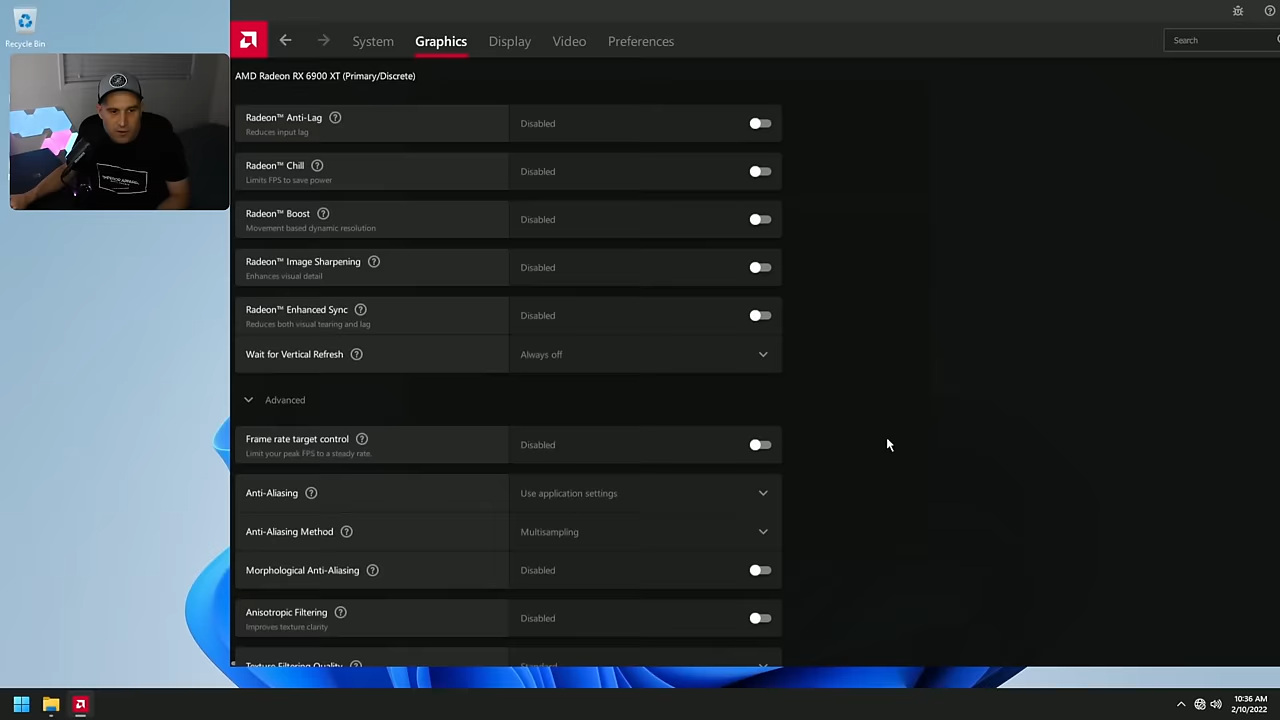 Recycle Bin
System
Graphics
Display
Video
Preferences
Search
AMD Radeon RX 6900 XT (Primary/Discrete)
Radeon™ Anti-Lag
Reduces input lag
Disabled
Radeon™ Chill
Limits FPS to save power
Disabled
Radeon™ Boost
Movement based dynamic resolution
Disabled
Radeon™ Image Sharpening
Enhances visual detail
Disabled
Radeon™ Enhanced Sync
Reduces both visual tearing and lag
Disabled
Wait for Vertical Refresh
Always off
Advanced
Frame rate target control
Limit your peak FPS to a steady rate.
Disabled
Anti-Aliasing
Use application settings
Anti-Aliasing Method
Multisampling
Morphological Anti-Aliasing
Disabled
Anisotropic Filtering
Improves texture clarity
Disabled
Texture Filtering Quality
Standard
10:36 AM
2/10/2022